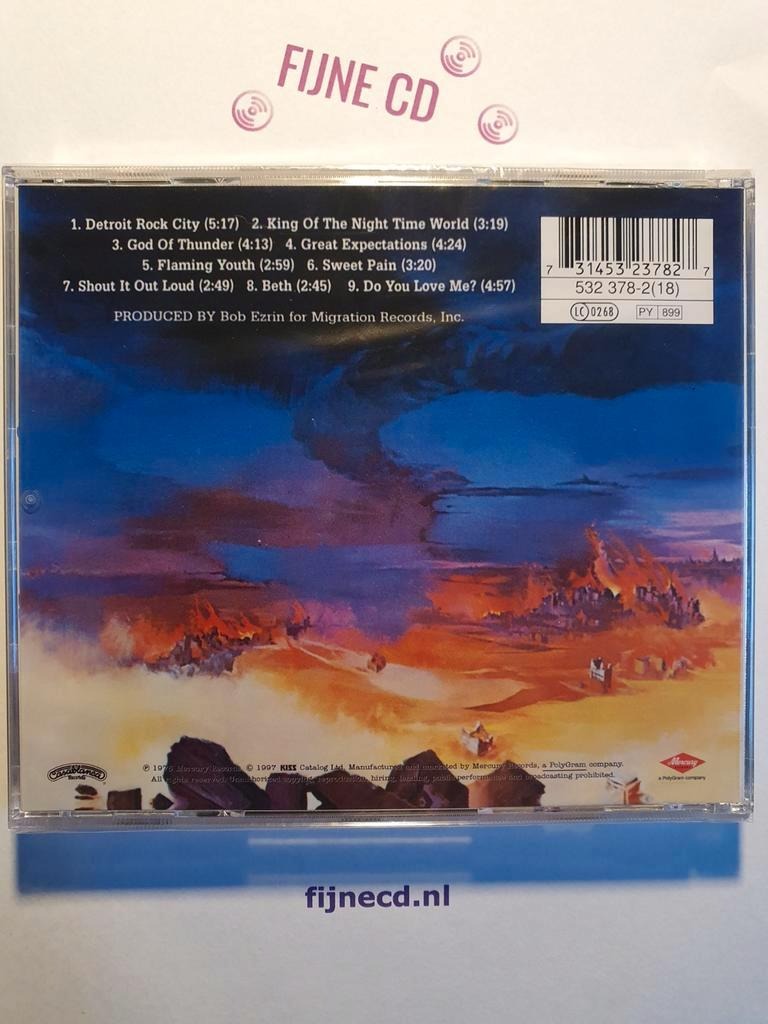 FIJNE CD
1. Detroit Rock City (5:17) 2. King Of The Night Time World (3:19)
3. God Of Thunder (4:13) 4. Great Expectations (4:24)
5. Flaming Youth (2:59) 6. Sweet Pain (3:20)
7. Shout It Out Loud (2:49) 8. Beth (2:45) 9. Do You Love Me? (4:57)
PRODUCED BY Bob Ezrin for Migration Records, Inc.
7 31453 23782 7
532 378-2(18)
LC 0268 PY 899
Casablanca
Records
℗ 1976 Mercury Records © 1997 KISS Catalog Ltd. Manufactured and marketed by Mercury Records, a PolyGram company.
All rights reserved. Unauthorized copying, reproduction, hiring, lending, public performance and broadcasting prohibited.
Mercury
a PolyGram company
fijnecd.nl